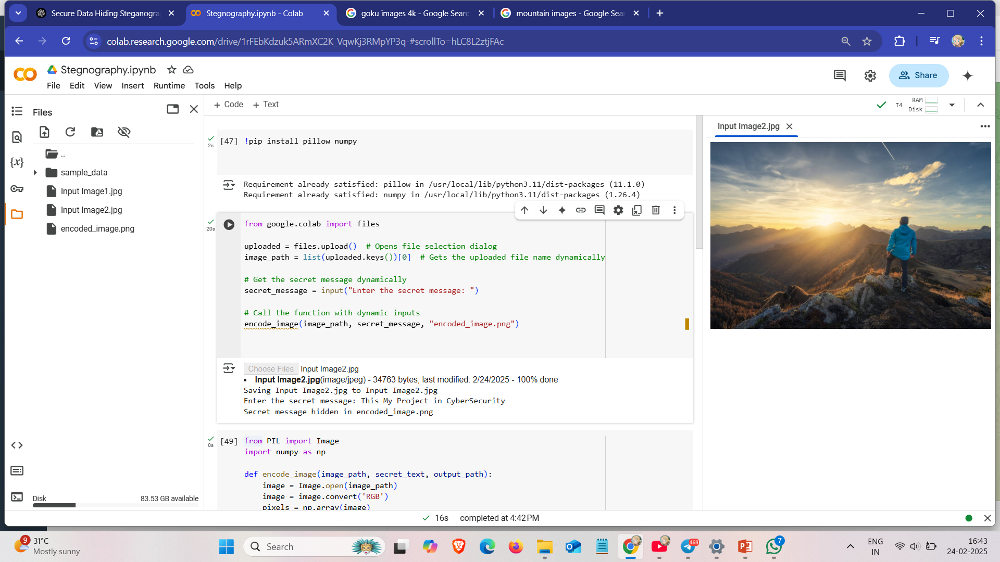 Secure Data Hiding Steganogra
Stegnography.ipynb - Colab
goku images 4k - Google Searc
mountain images - Google Sea
colab.research.google.com/drive/1rFEbKdzuk5ARmXC2K_VqwKj3RMpYP3q-#scrollTo=hLC8L2ztjFAc
Stegnography.ipynb
File Edit View Insert Runtime Tools Help
Share
Files
+ Code + Text
T4
RAM
Disk
..
sample_data
Input Image1.jpg
Input Image2.jpg
encoded_image.png
Disk 83.53 GB available
2s
[47] !pip install pillow numpy
Requirement already satisfied: pillow in /usr/local/lib/python3.11/dist-packages (11.1.0)
Requirement already satisfied: numpy in /usr/local/lib/python3.11/dist-packages (1.26.4)
20s
from google.colab import files
uploaded = files.upload()  # Opens file selection dialog
image_path = list(uploaded.keys())[0]  # Gets the uploaded file name dynamically
# Get the secret message dynamically
secret_message = input("Enter the secret message: ")
# Call the function with dynamic inputs
encode_image(image_path, secret_message, "encoded_image.png")
Choose Files Input Image2.jpg
• Input Image2.jpg(image/jpeg) - 34763 bytes, last modified: 2/24/2025 - 100% done
Saving Input Image2.jpg to Input Image2.jpg
Enter the secret message: This My Project in CyberSecurity
Secret message hidden in encoded_image.png
0s
[49] from PIL import Image
import numpy as np
def encode_image(image_path, secret_text, output_path):
image = Image.open(image_path)
image = image.convert('RGB')
pixels = np.array(image)
Input Image2.jpg
16s completed at 4:42 PM
9
31°C
Mostly sunny
Search
468
7
ENG
IN
16:43
24-02-2025